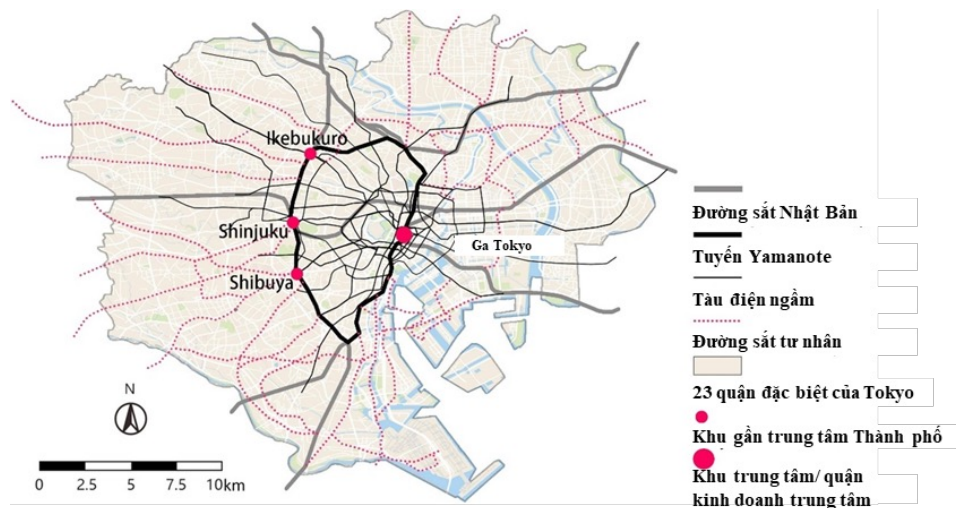 Ikebukuro
Shinjuku
Ga Tokyo
Shibuya
N
0 2.5 5 7.5 10km
Đường sắt Nhật Bản
Tuyến Yamanote
Tàu điện ngầm
Đường sắt tư nhân
23 quận đặc biệt của Tokyo
Khu gần trung tâm Thành phố
Khu trung tâm/ quận
kinh doanh trung tâm